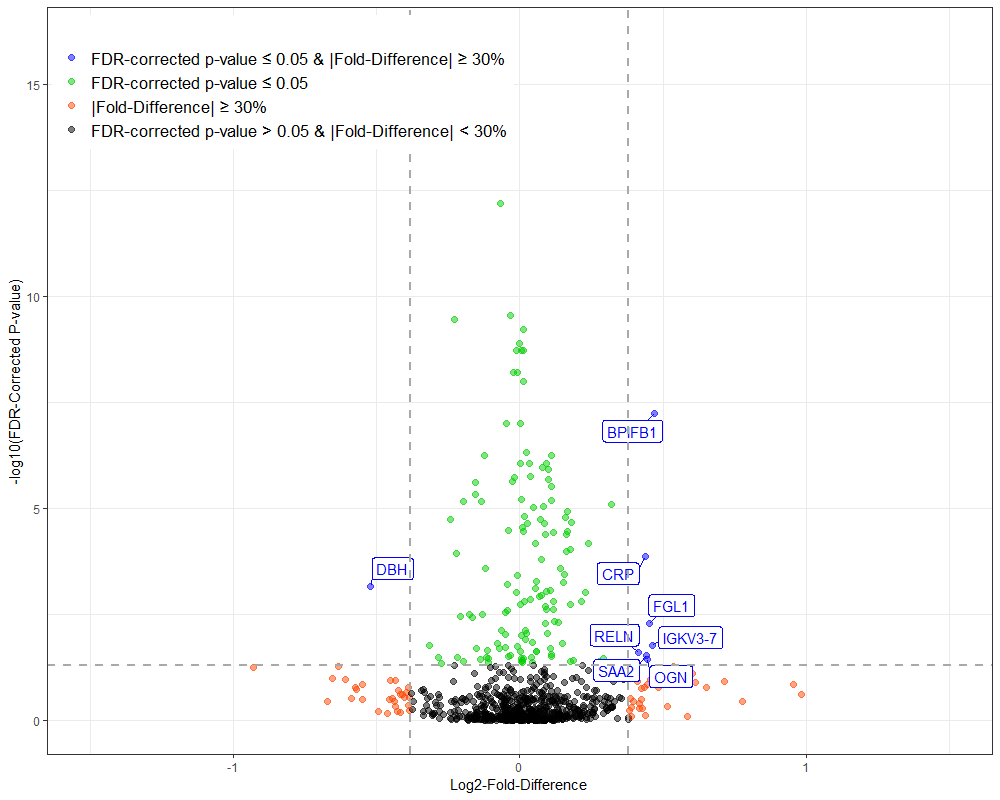 FDR-corrected p-value ≤ 0.05 & |Fold-Difference| ≥ 30%
FDR-corrected p-value ≤ 0.05
|Fold-Difference| ≥ 30%
FDR-corrected p-value > 0.05 & |Fold-Difference| < 30%
15
10
5
0
-log10(FDR-Corrected P-value)
BPIFB1
DBH
CRP
FGL1
RELN
IGKV3-7
SAA2
OGN
-1
0
1
Log2-Fold-Difference